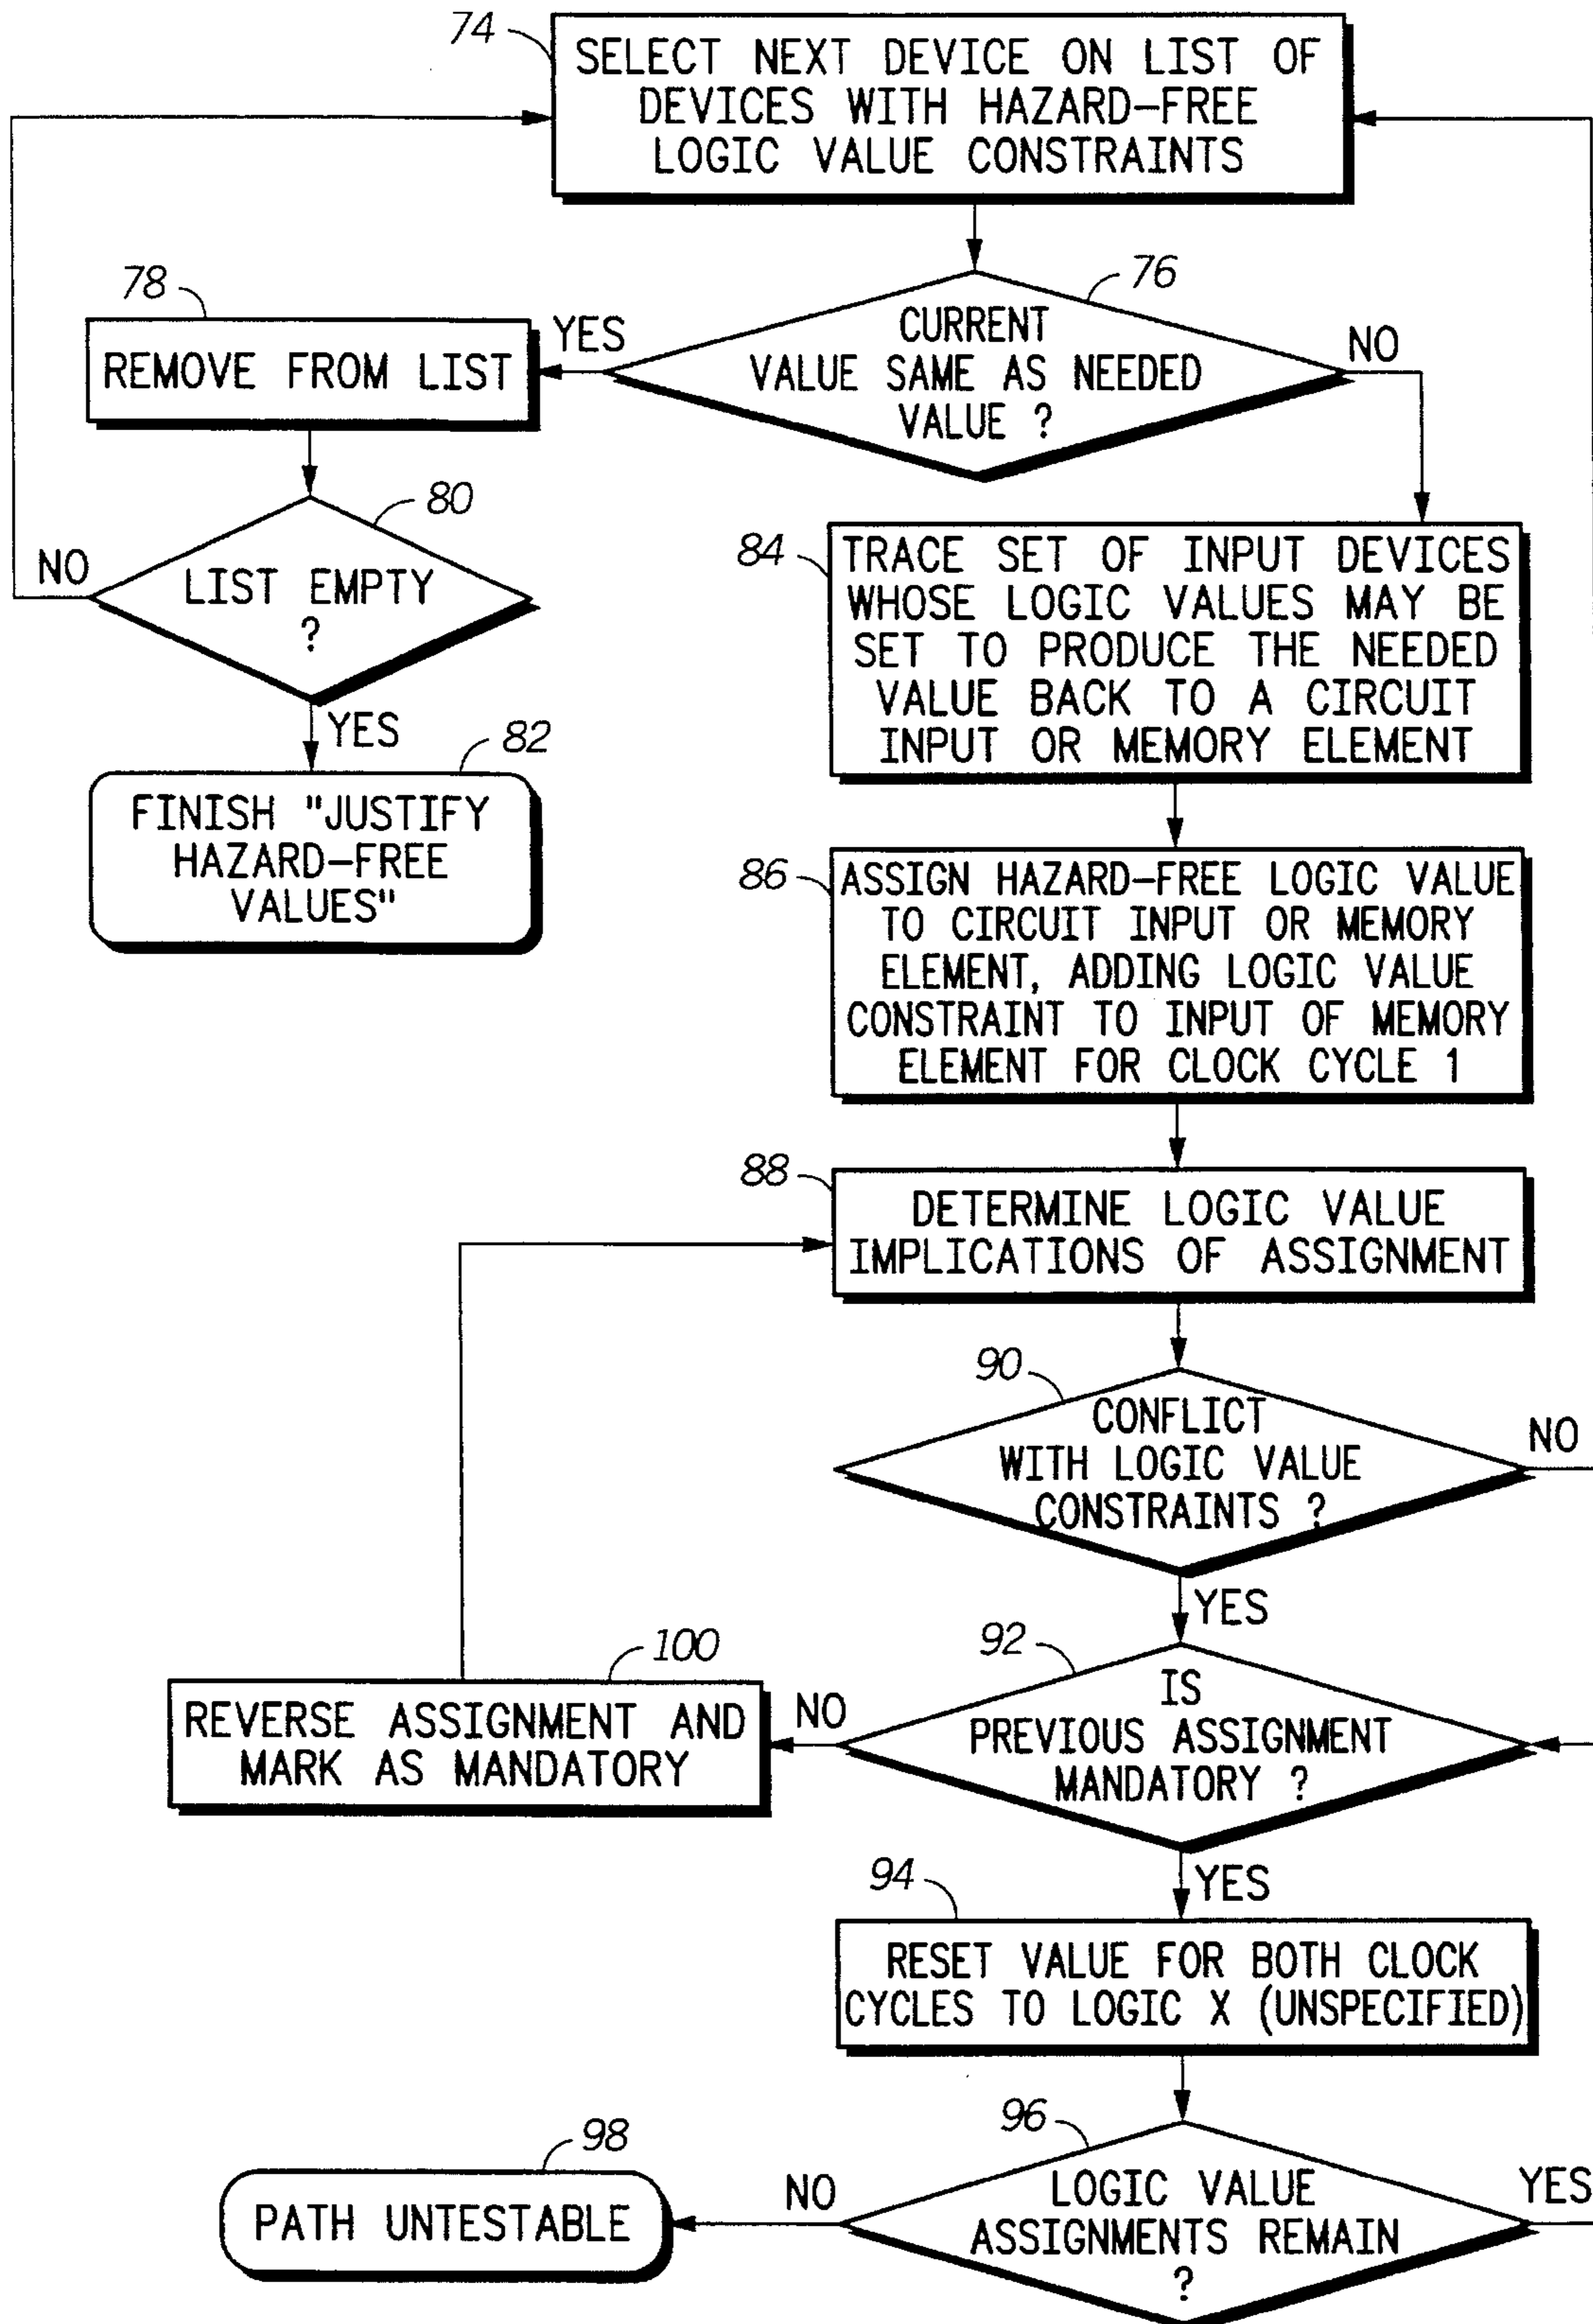 74
SELECT NEXT DEVICE ON LIST OF
DEVICES WITH HAZARD-FREE
LOGIC VALUE CONSTRAINTS
76
CURRENT
VALUE SAME AS NEEDED
VALUE ?
YES
NO
78
REMOVE FROM LIST
80
LIST EMPTY
?
NO
YES
82
FINISH "JUSTIFY
HAZARD-FREE
VALUES"
84
TRACE SET OF INPUT DEVICES
WHOSE LOGIC VALUES MAY BE
SET TO PRODUCE THE NEEDED
VALUE BACK TO A CIRCUIT
INPUT OR MEMORY ELEMENT
86
ASSIGN HAZARD-FREE LOGIC VALUE
TO CIRCUIT INPUT OR MEMORY
ELEMENT, ADDING LOGIC VALUE
CONSTRAINT TO INPUT OF MEMORY
ELEMENT FOR CLOCK CYCLE 1
88
DETERMINE LOGIC VALUE
IMPLICATIONS OF ASSIGNMENT
90
CONFLICT
WITH LOGIC VALUE
CONSTRAINTS ?
NO
YES
92
IS
PREVIOUS ASSIGNMENT
MANDATORY ?
NO
100
REVERSE ASSIGNMENT AND
MARK AS MANDATORY
YES
94
RESET VALUE FOR BOTH CLOCK
CYCLES TO LOGIC X (UNSPECIFIED)
96
LOGIC VALUE
ASSIGNMENTS REMAIN
?
YES
NO
98
PATH UNTESTABLE